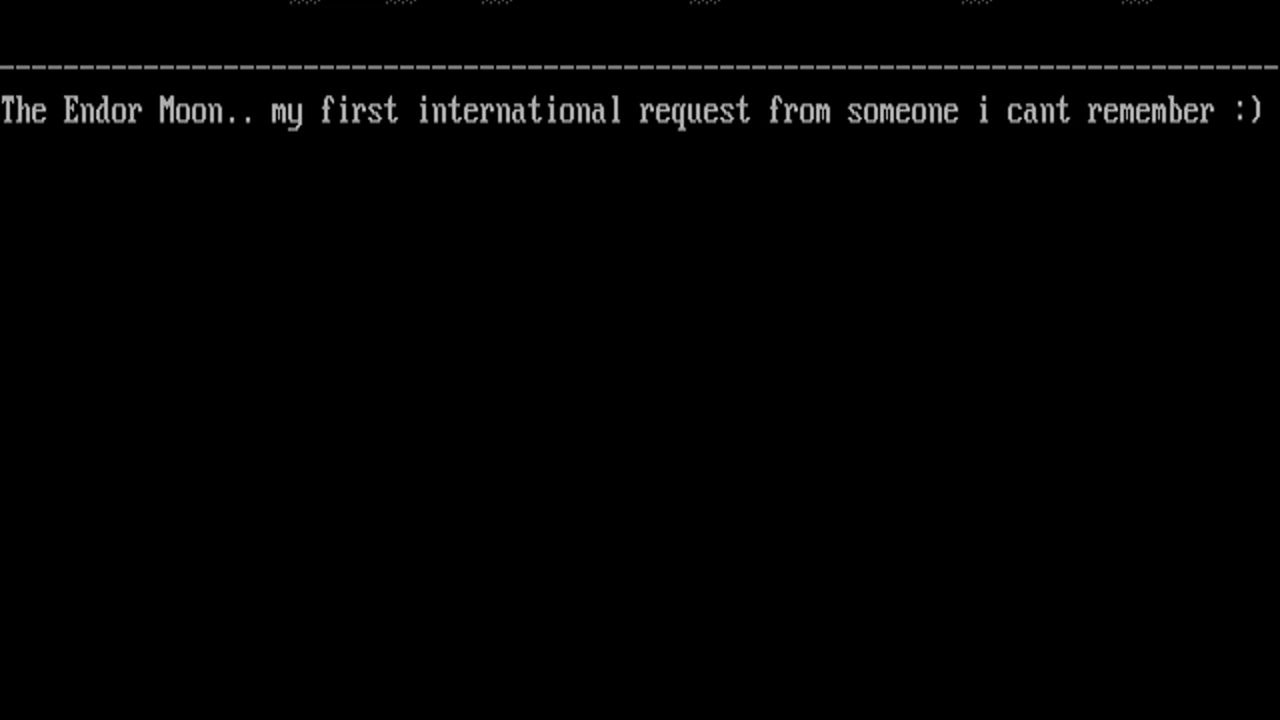 The Endor Moon.. my first international request from someone i cant remember :)